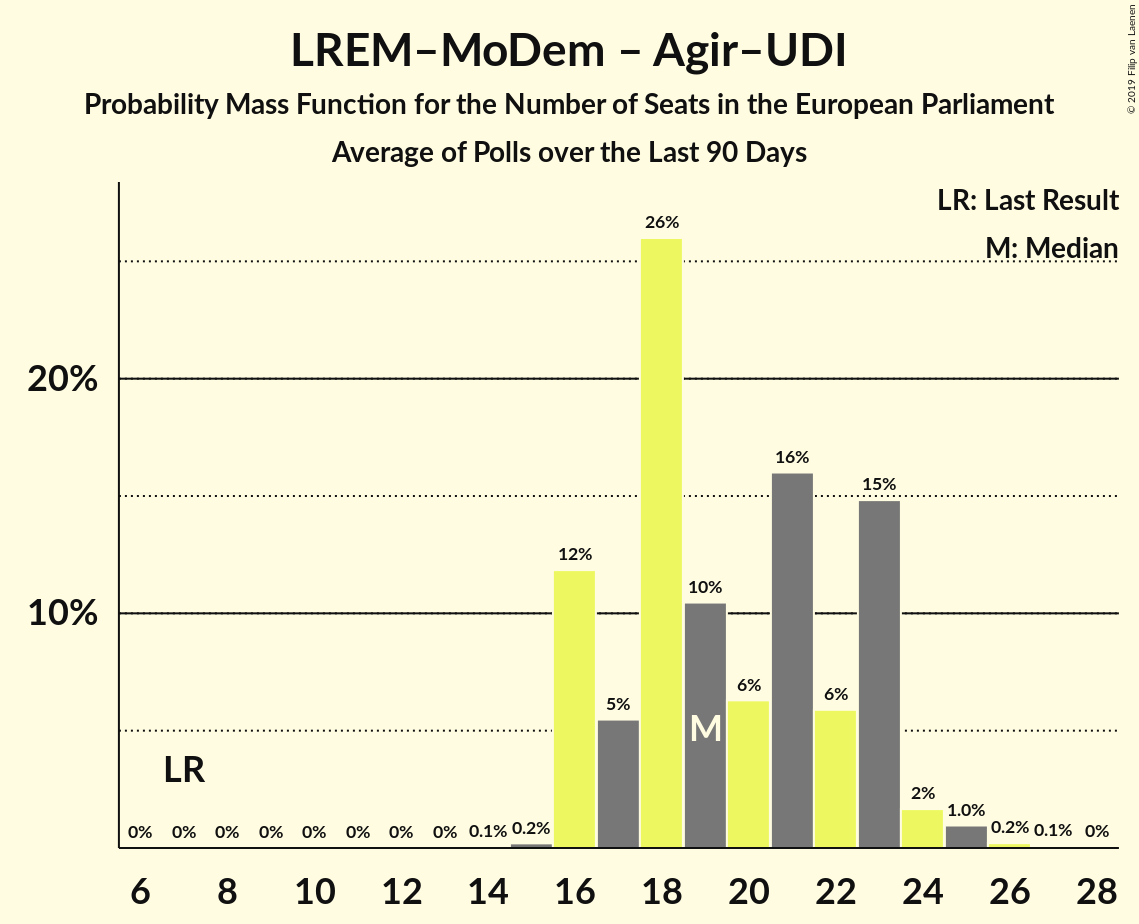 LREM–MoDem – Agir–UDI
Probability Mass Function for the Number of Seats in the European Parliament
Average of Polls over the Last 90 Days
© 2019 Filip van Laenen
LR: Last Result
M: Median
20%
10%
26%
16%
15%
12%
10%
6%
6%
5%
M
LR
2%
1.0%
0% 0% 0% 0% 0% 0% 0% 0% 0.1% 0.2% 0.2% 0.1% 0%
6 8 10 12 14 16 18 20 22 24 26 28